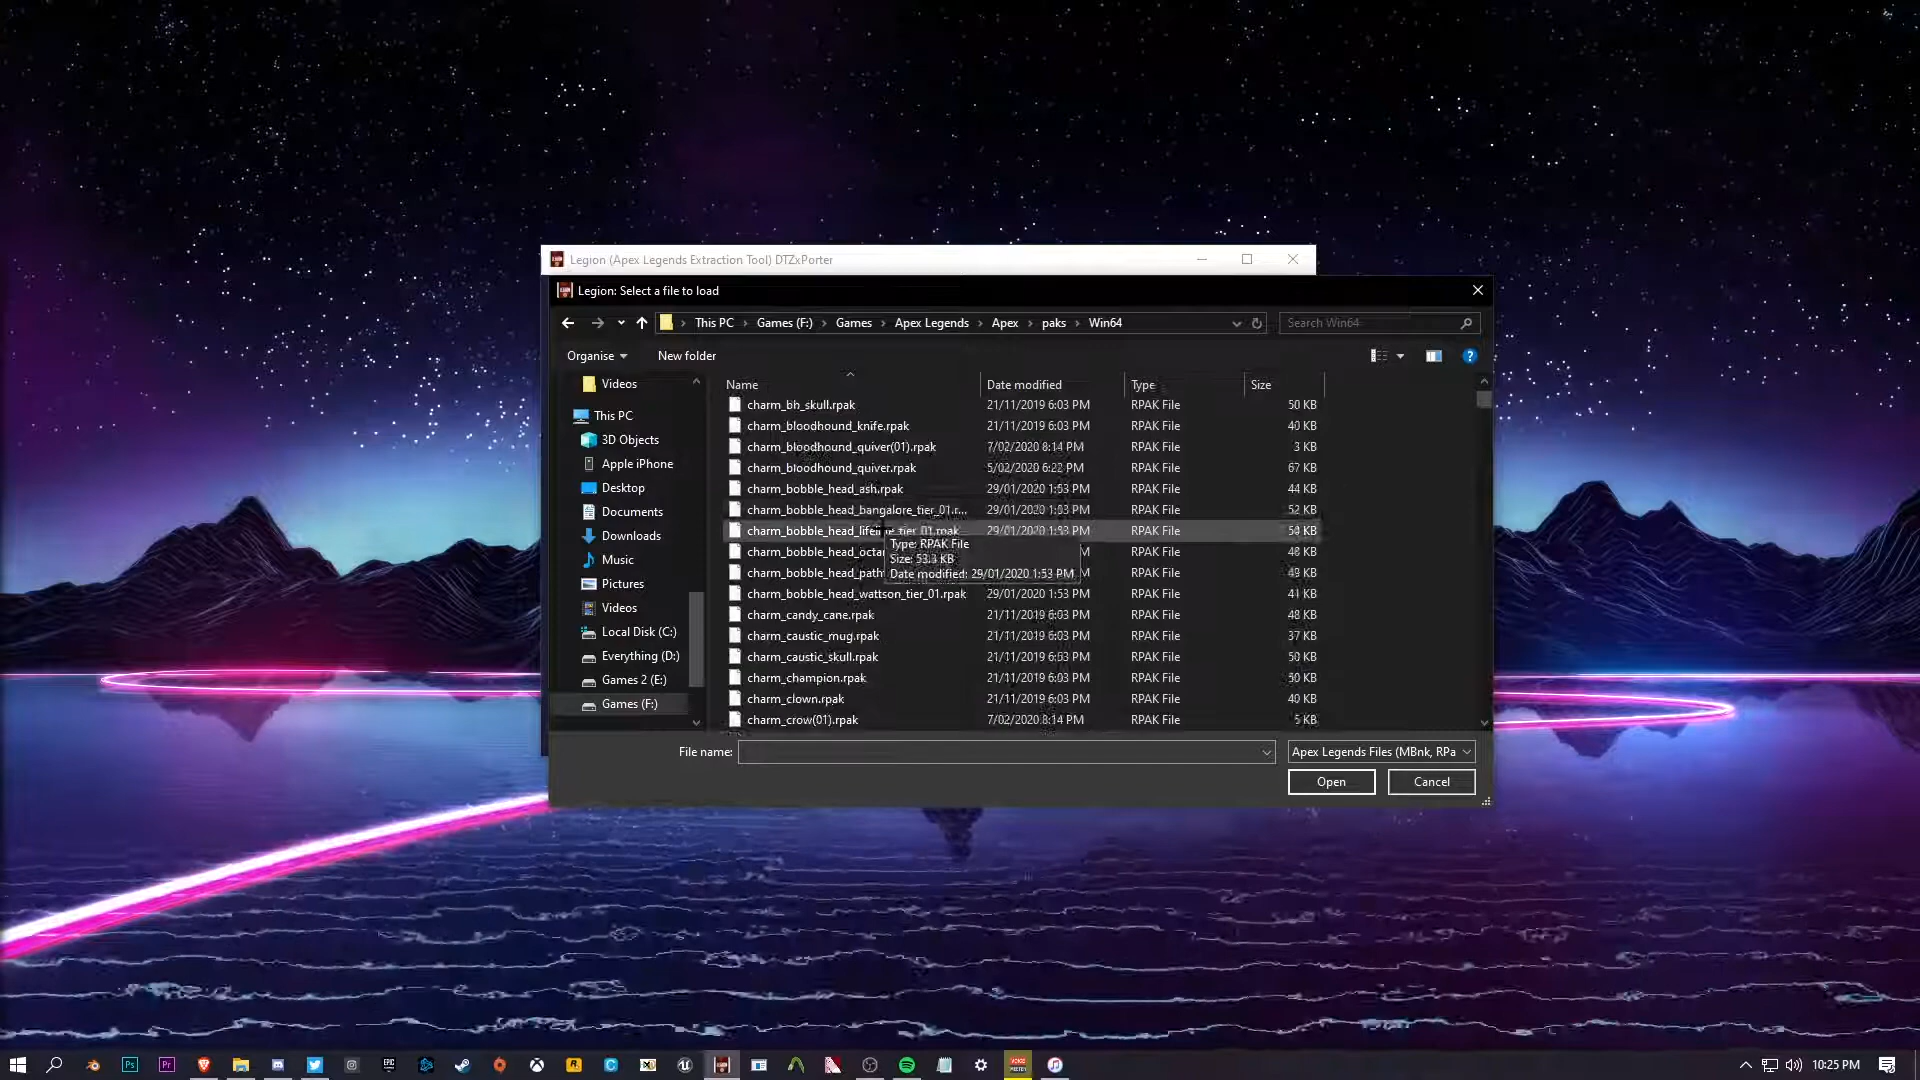 Legion (Apex Legends Extraction Tool) DTZxPorter
Legion: Select a file to load
This PC > Games (F:) > Games > Apex Legends > Apex > paks > Win64
Search Win64
Organise
New folder
Name Date modified Type Size
charm_bh_skull.rpak 21/11/2019 6:03 PM RPAK File 50 KB
charm_bloodhound_knife.rpak 21/11/2019 6:03 PM RPAK File 40 KB
charm_bloodhound_quiver(01).rpak 7/02/2020 8:14 PM RPAK File 3 KB
charm_bloodhound_quiver.rpak 5/02/2020 6:22 PM RPAK File 67 KB
charm_bobble_head_ash.rpak 29/01/2020 1:53 PM RPAK File 44 KB
charm_bobble_head_bangalore_tier_01.r... 29/01/2020 1:53 PM RPAK File 52 KB
charm_bobble_head_lifeline_tier_01.rpak 29/01/2020 1:53 PM RPAK File 54 KB
charm_bobble_head_octa M RPAK File 48 KB
charm_bobble_head_path M RPAK File 49 KB
charm_bobble_head_wattson_tier_01.rpak 29/01/2020 1:53 PM RPAK File 41 KB
charm_candy_cane.rpak 21/11/2019 6:03 PM RPAK File 48 KB
charm_caustic_mug.rpak 21/11/2019 6:03 PM RPAK File 37 KB
charm_caustic_skull.rpak 21/11/2019 6:03 PM RPAK File 50 KB
charm_champion.rpak 21/11/2019 6:03 PM RPAK File 50 KB
charm_clown.rpak 21/11/2019 6:03 PM RPAK File 40 KB
charm_crow(01).rpak 7/02/2020 8:14 PM RPAK File 5 KB
Type: RPAK File
Size: 53.3 KB
Date modified: 29/01/2020 1:53 PM
Videos
This PC
3D Objects
Apple iPhone
Desktop
Documents
Downloads
Music
Pictures
Videos
Local Disk (C:)
Everything (D:)
Games 2 (E:)
Games (F:)
File name:
Apex Legends Files (MBnk, RPa
Open
Cancel
Ps
Pr
EPIC
10:25 PM